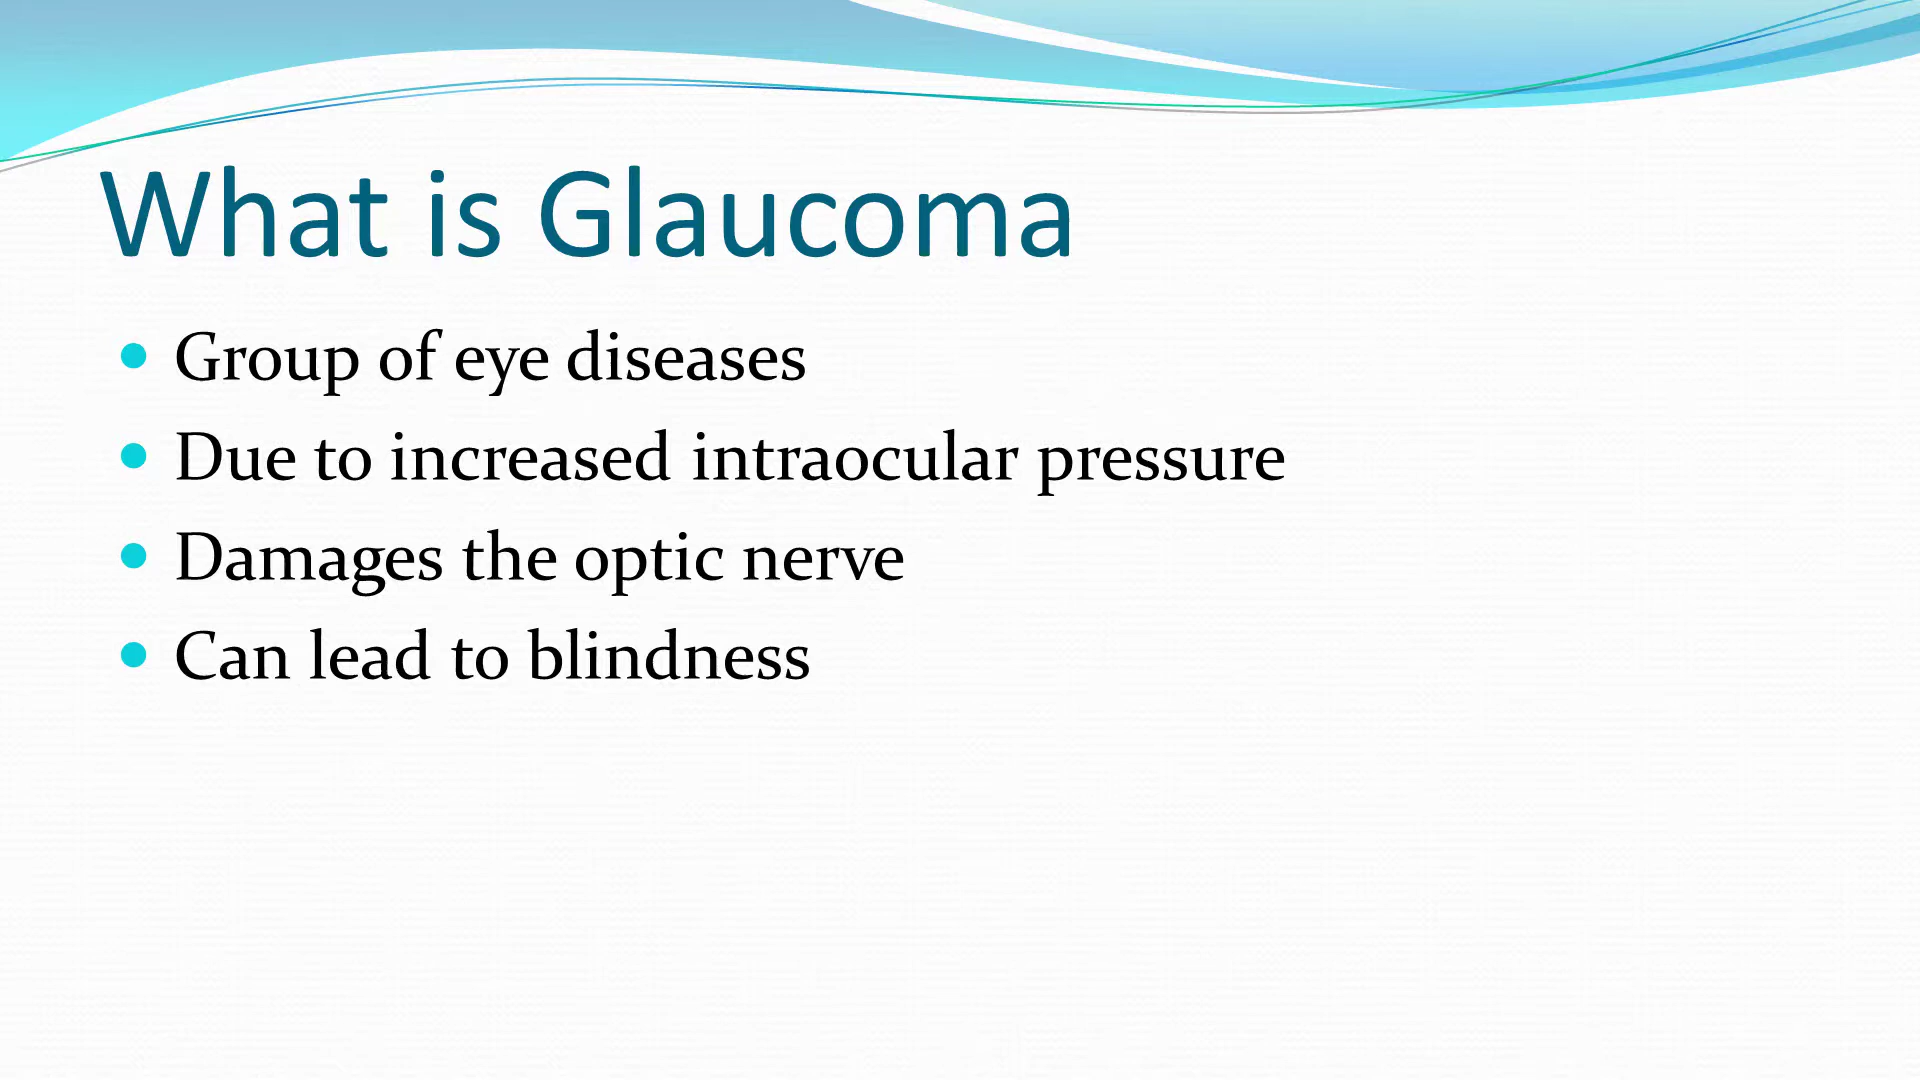 What is Glaucoma
• Group of eye diseases
• Due to increased intraocular pressure
• Damages the optic nerve
• Can lead to blindness